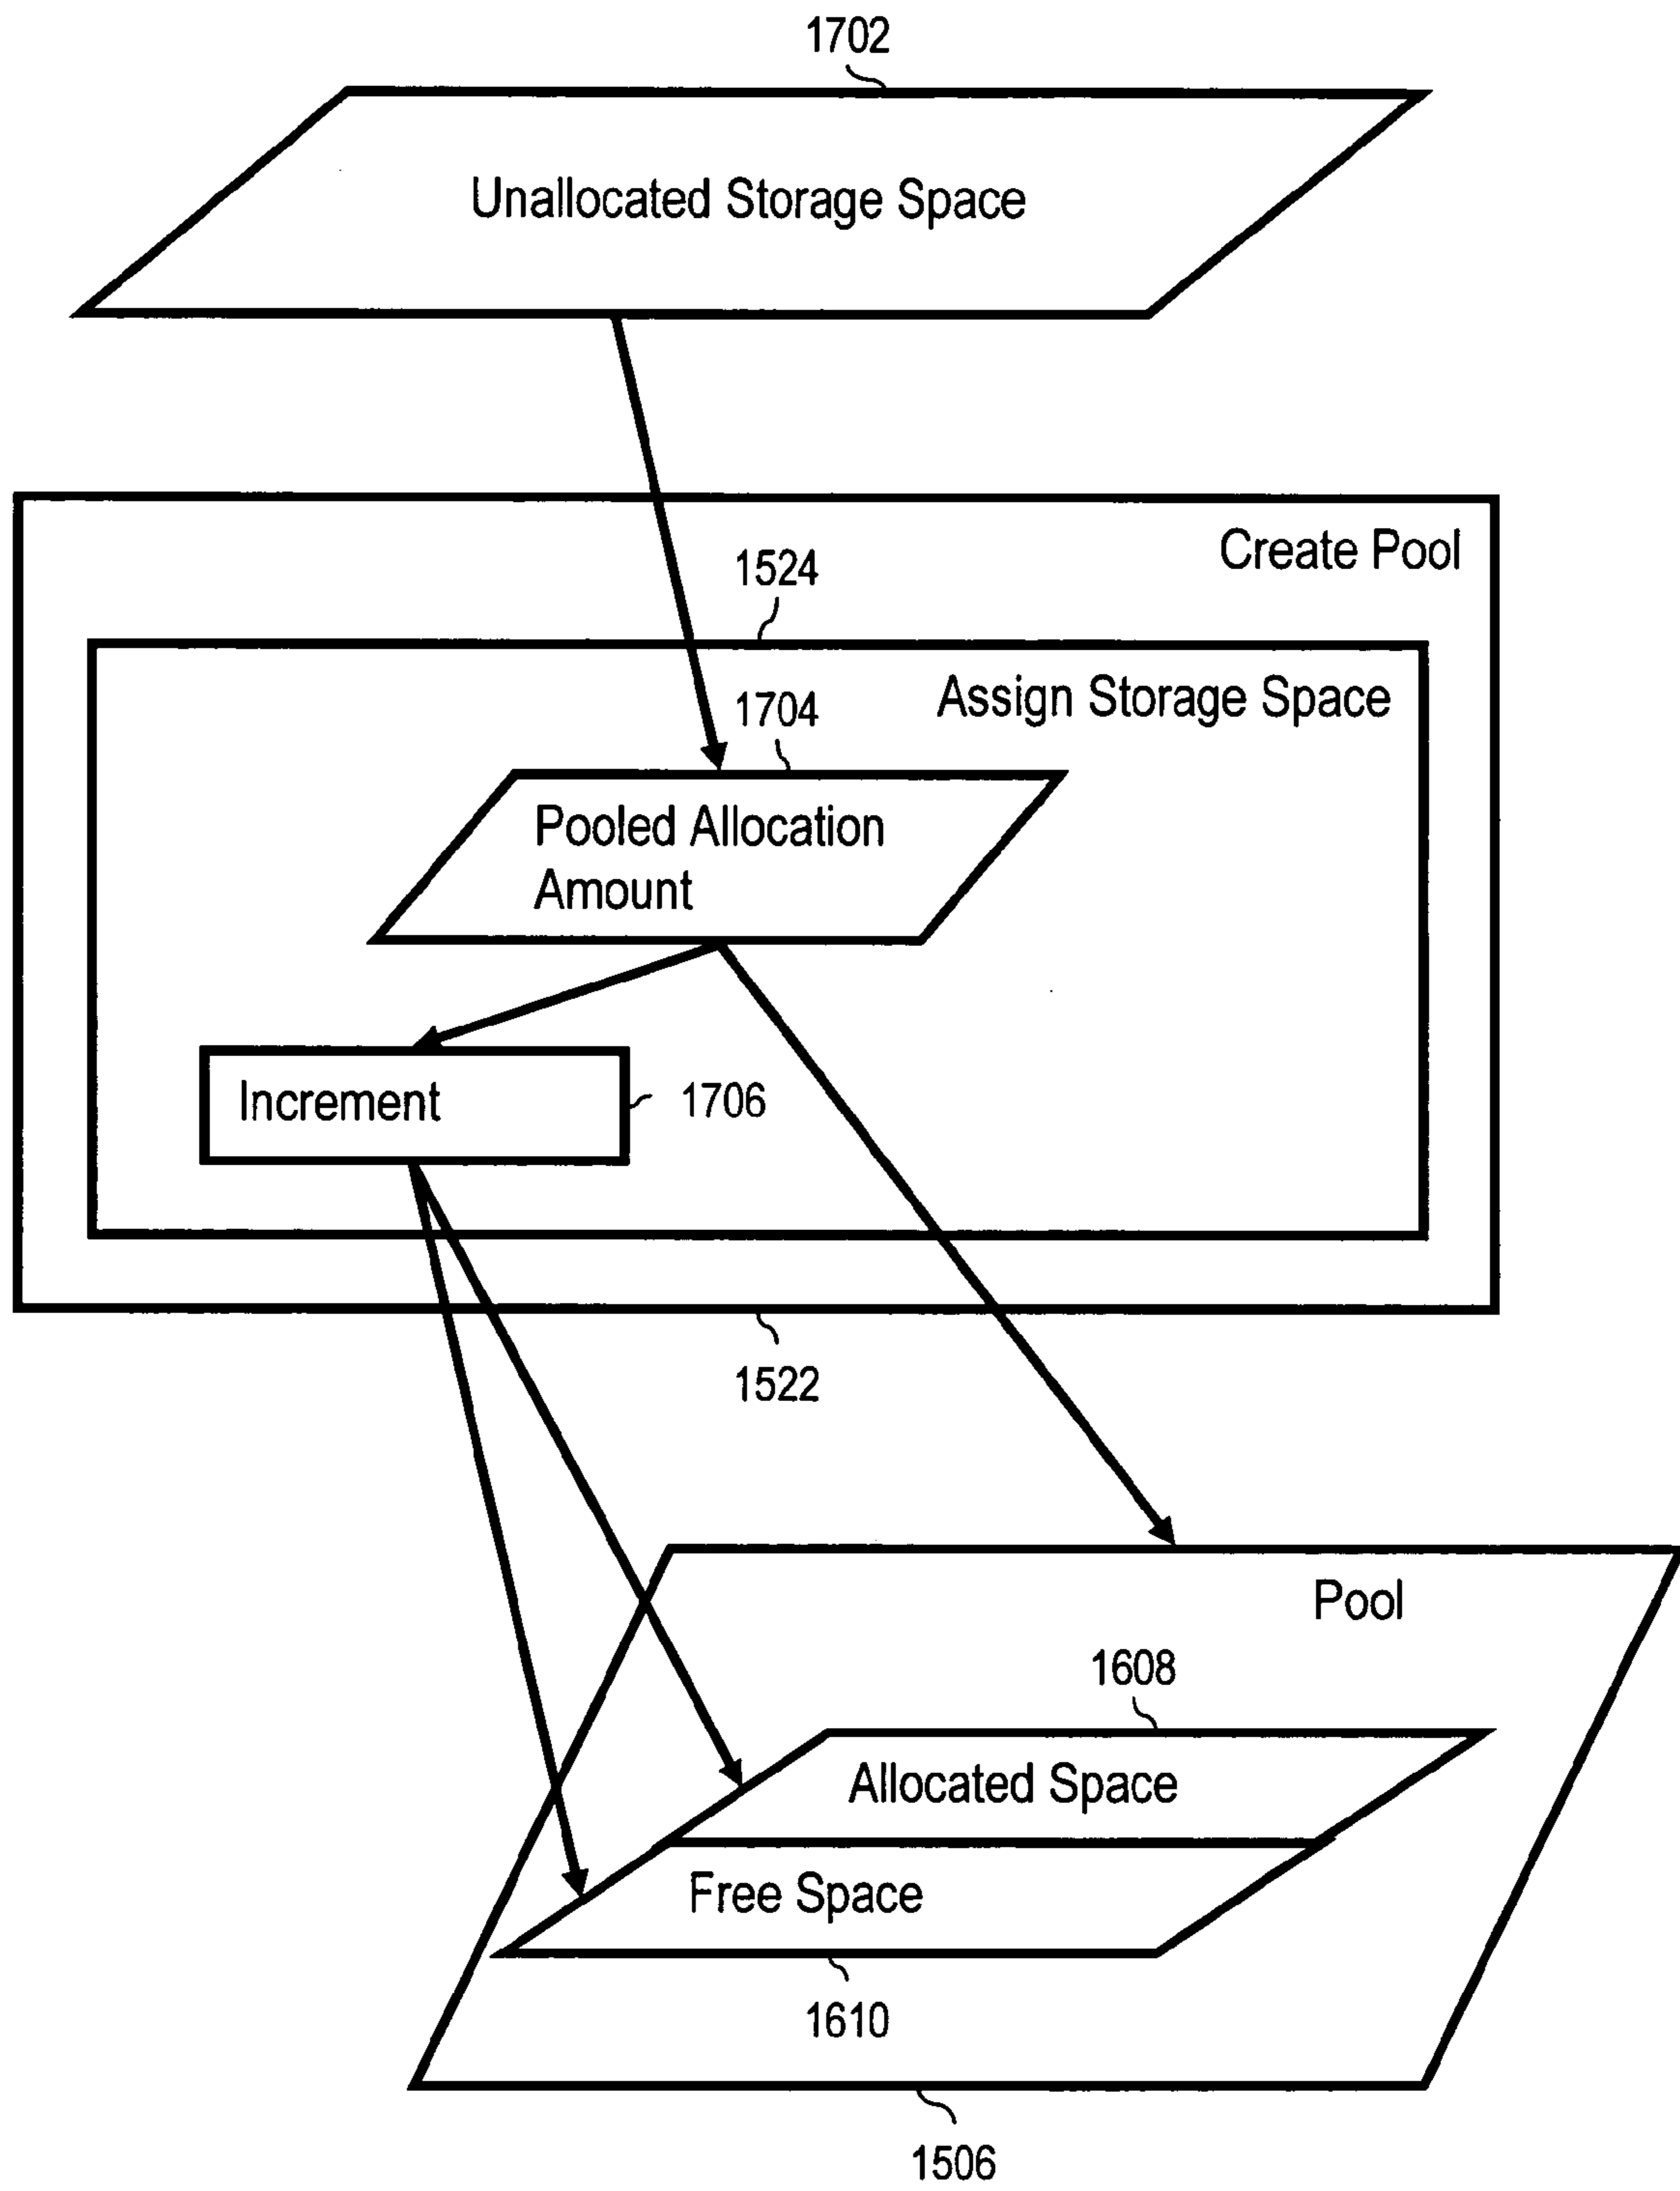 1702
Unallocated Storage Space
Create Pool
1524
Assign Storage Space
1704
Pooled Allocation
Amount
Increment
1706
1522
Pool
1608
Allocated Space
Free Space
1610
1506